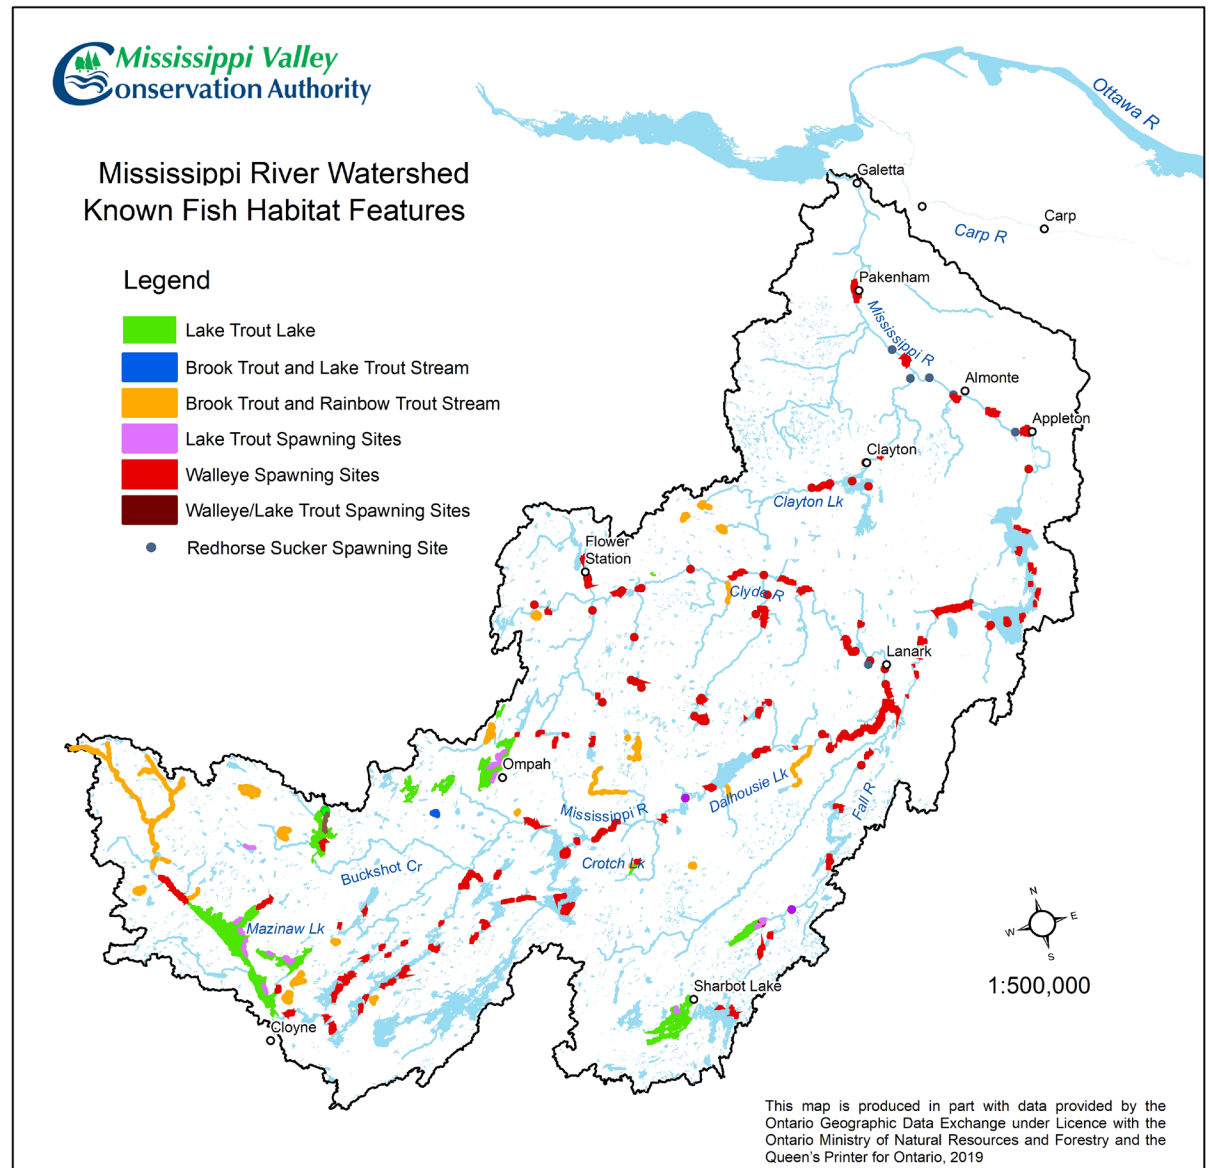 Mississippi Valley
Conservation Authority
Mississippi River Watershed
Known Fish Habitat Features
Legend
Lake Trout Lake
Brook Trout and Lake Trout Stream
Brook Trout and Rainbow Trout Stream
Lake Trout Spawning Sites
Walleye Spawning Sites
Walleye/Lake Trout Spawning Sites
Redhorse Sucker Spawning Site
Ottawa R
Galetta
Carp
Carp R
Pakenham
Mississippi R
Almonte
Appleton
Clayton
Clayton Lk
Flower
Station
Clyde R
Lanark
Ompah
Dalhousie Lk
Mississippi R
Fall R
Crotch Lk
Buckshot Cr
Mazinaw Lk
N
W
E
S
Sharbot Lake
1:500,000
Cloyne
This map is produced in part with data provided by the
Ontario Geographic Data Exchange under Licence with the
Ontario Ministry of Natural Resources and Forestry and the
Queen's Printer for Ontario, 2019